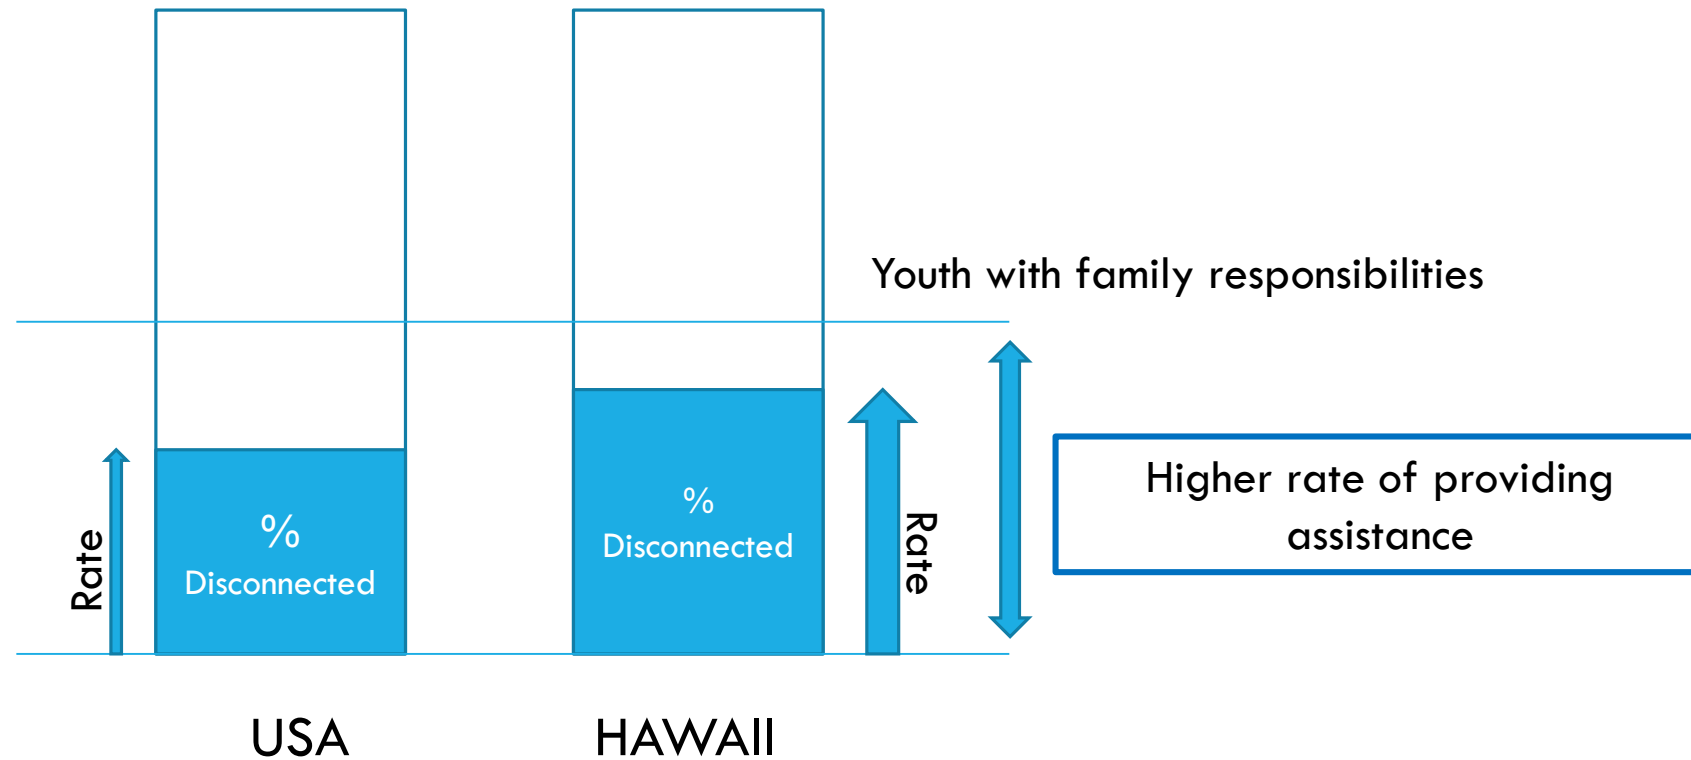 Youth with family responsibilities
Rate
%
Disconnected
%
Disconnected
Rate
Higher rate of providing
assistance
USA
HAWAII